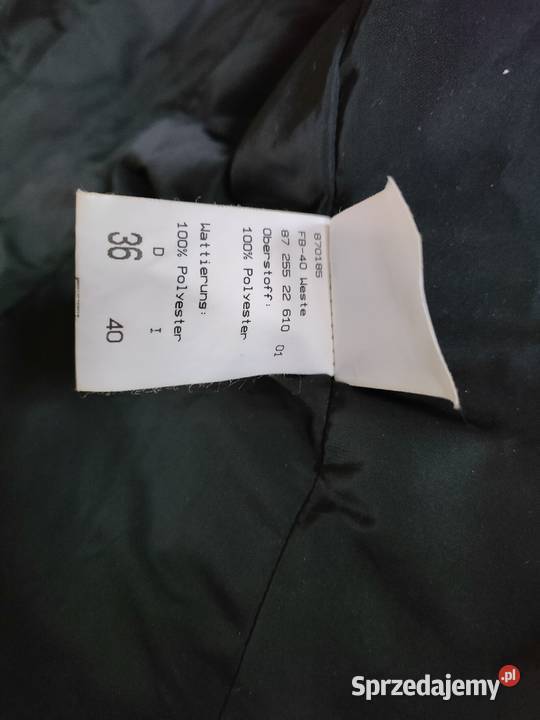 870185
FB-40 Weste
87 255 22 610 01
Oberstoff:
100% Polyester
Wattierung:
100% Polyester
D I
36 40
Sprzedajemy.pl